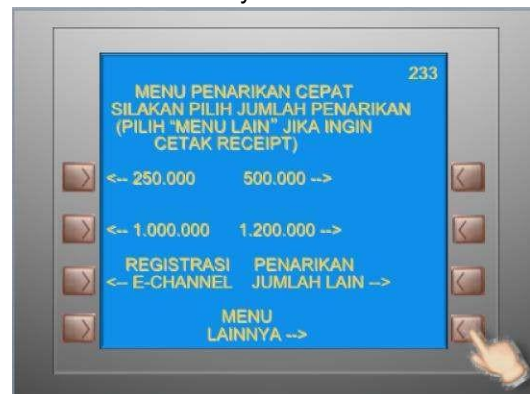 233
MENU PENARIKAN CEPAT
SILAKAN PILIH JUMLAH PENARIKAN
(PILIH "MENU LAIN" JIKA INGIN
CETAK RECEIPT)
<-- 250.000 500.000 -->
<-- 1.000.000 1.200.000 -->
REGISTRASI PENARIKAN
<-- E-CHANNEL JUMLAH LAIN -->
MENU
LAINNYA -->